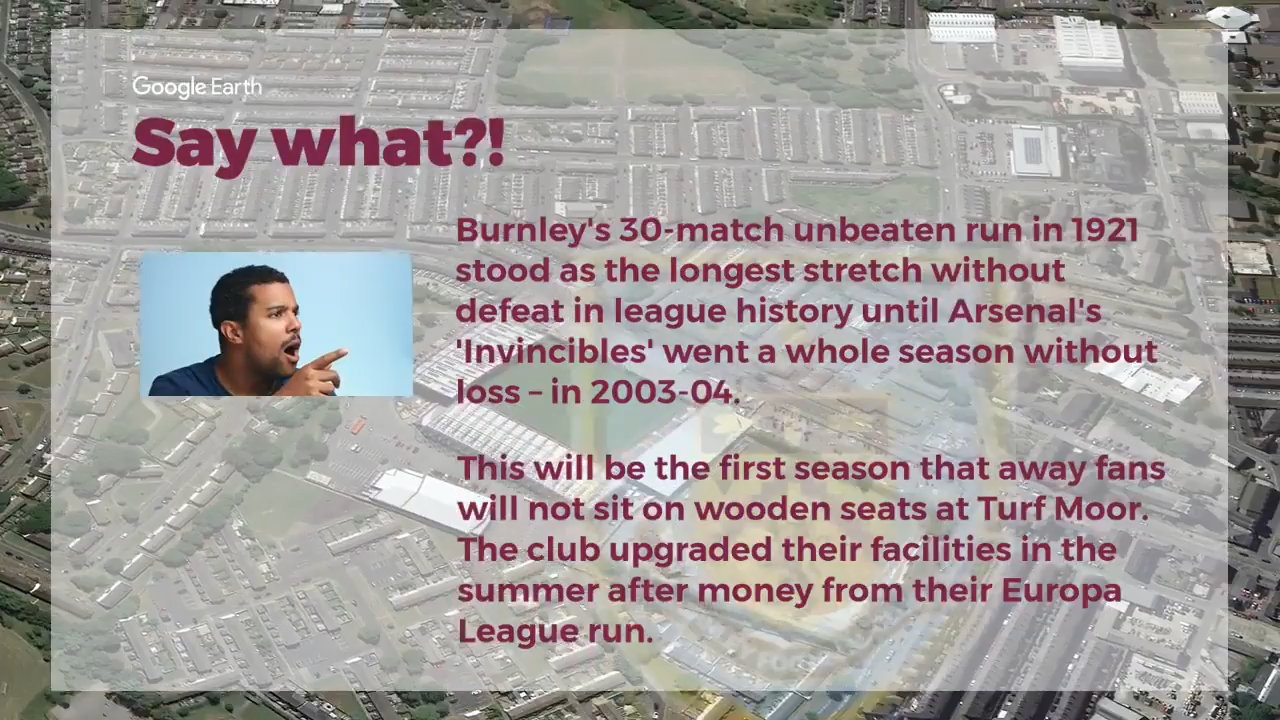 Google Earth
Say what?!
Burnley's 30-match unbeaten run in 1921
stood as the longest stretch without
defeat in league history until Arsenal's
'Invincibles' went a whole season without
loss – in 2003-04.
This will be the first season that away fans
will not sit on wooden seats at Turf Moor.
The club upgraded their facilities in the
summer after money from their Europa
League run.